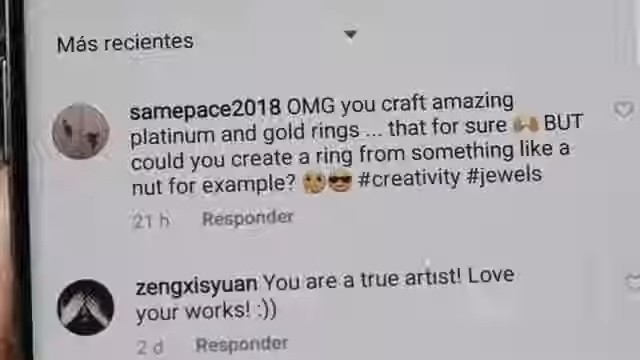 Más recientes
samepace2018 OMG you craft amazing
platinum and gold rings ... that for sure 🙌 BUT
could you create a ring from something like a
nut for example? 🤔😎 #creativity #jewels
21 h Responder
zengxisyuan You are a true artist! Love
your works! :))
2 d Responder